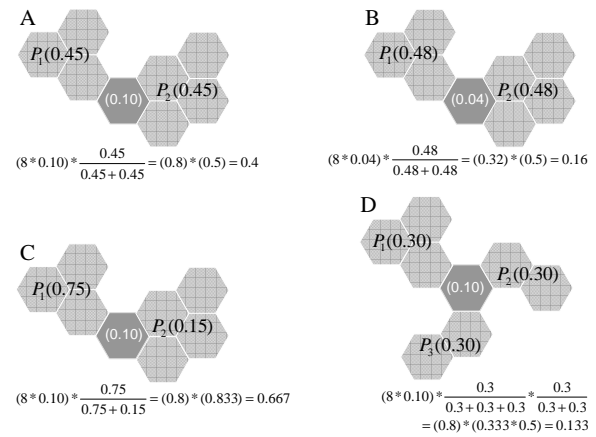 A
P₁(0.45)
(0.10)
P₂(0.45)
(8*0.10)*0.45/(0.45+0.45)=(0.8)*(0.5)=0.4
B
P₁(0.48)
(0.04)
P₂(0.48)
(8*0.04)*0.48/(0.48+0.48)=(0.32)*(0.5)=0.16
C
P₁(0.75)
(0.10)
P₂(0.15)
(8*0.10)*0.75/(0.75+0.15)=(0.8)*(0.833)=0.667
D
P₁(0.30)
(0.10)
P₂(0.30)
P₃(0.30)
(8*0.10)*0.3/(0.3+0.3+0.3)*0.3/(0.3+0.3)
=(0.8)*(0.333*0.5)=0.133